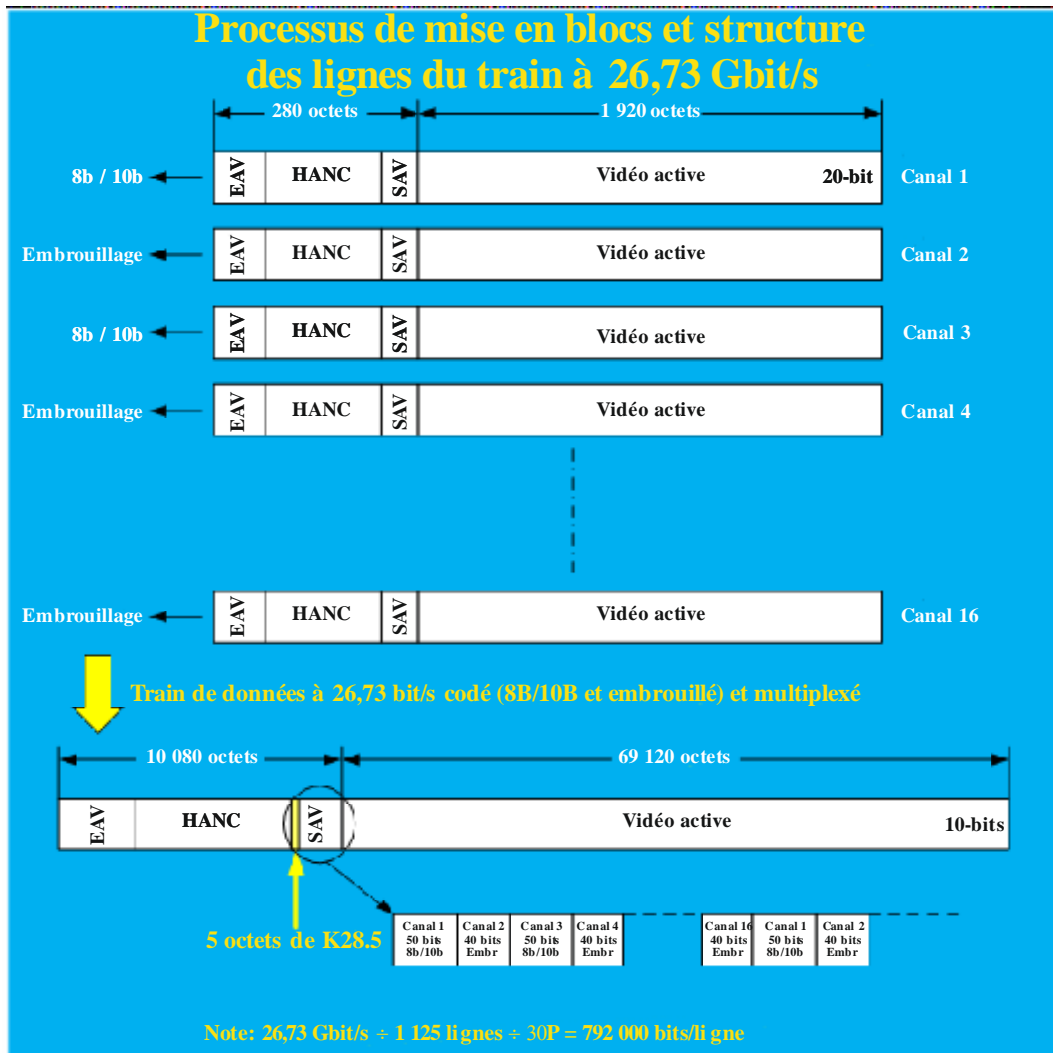 Processus de mise en blocs et structure
des lignes du train à 26,73 Gbit/s
280 octets
1 920 octets
8b / 10b
EAV
HANC
SAV
Vidéo active
20-bit
Canal 1
Embrouillage
EAV
HANC
SAV
Vidéo active
Canal 2
8b / 10b
EAV
HANC
SAV
Vidéo active
Canal 3
Embrouillage
EAV
HANC
SAV
Vidéo active
Canal 4
Embrouillage
EAV
HANC
SAV
Vidéo active
Canal 16
Train de données à 26,73 bit/s codé (8B/10B et embrouillé) et multiplexé
10 080 octets
69 120 octets
EAV
HANC
SAV
Vidéo active
10-bits
5 octets de K28.5
Canal 1
50 bits
8b/10b
Canal 2
40 bits
Embr
Canal 3
50 bits
8b/10b
Canal 4
40 bits
Embr
Canal 16
40 bits
Embr
Canal 1
50 bits
8b/10b
Canal 2
40 bits
Embr
Note: 26,73 Gbit/s ÷ 1 125 lignes ÷ 30P = 792 000 bits/ligne